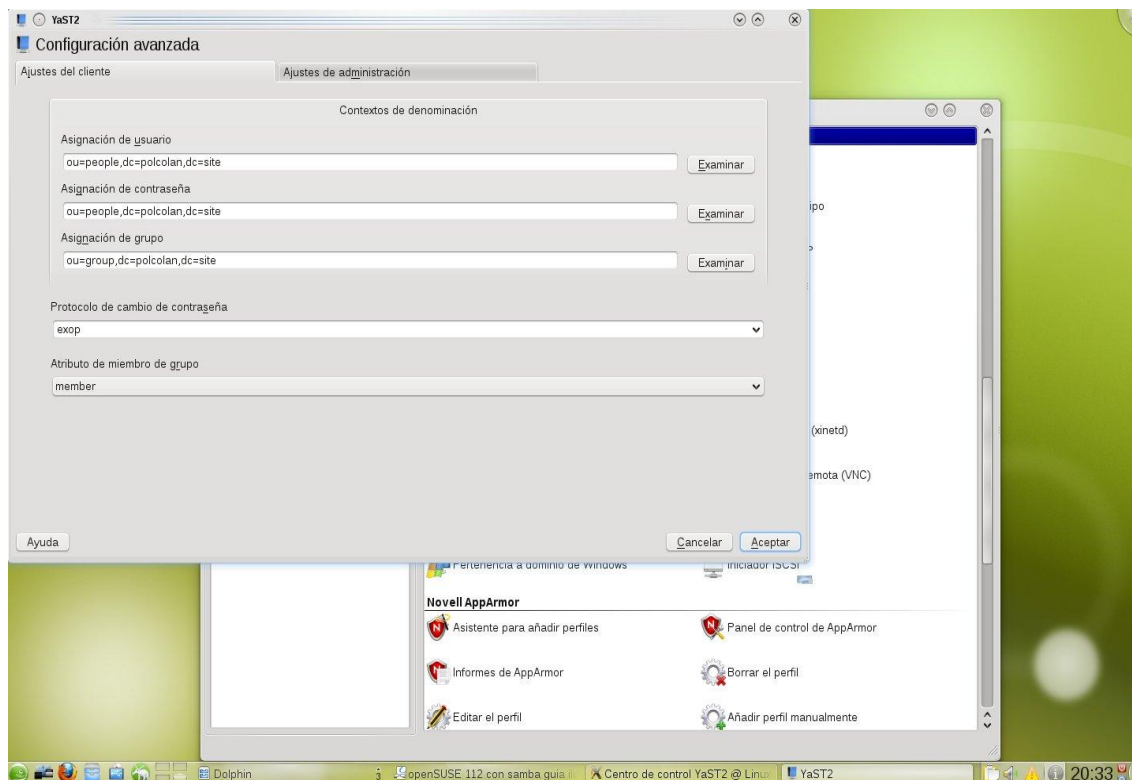 YaST2
Configuración avanzada
Ajustes del cliente
Ajustes de administración
Contextos de denominación
Asignación de usuario
ou=people,dc=polcolan,dc=site
Examinar
Asignación de contraseña
ou=people,dc=polcolan,dc=site
Examinar
Asignación de grupo
ou=group,dc=polcolan,dc=site
Examinar
Protocolo de cambio de contraseña
exop
Atributo de miembro de grupo
member
Ayuda
Cancelar
Aceptar
ipo
(xinetd)
emota (VNC)
Pertenencia a dominio de Windows
Iniciador iSCSI
Novell AppArmor
Asistente para añadir perfiles
Panel de control de AppArmor
Informes de AppArmor
Borrar el perfil
Editar el perfil
Añadir perfil manualmente
Dolphin
openSUSE 112 con samba guia
Centro de control YaST2 @ Linu
YaST2
20:33